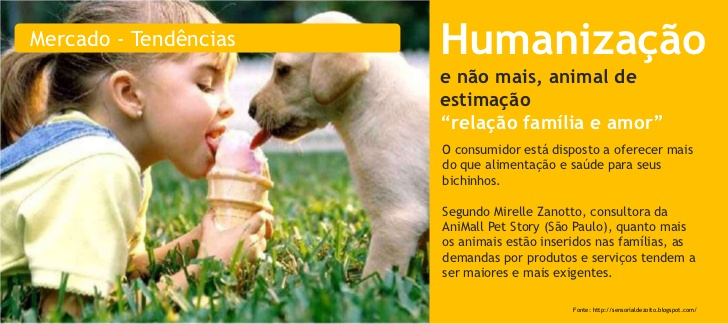 Mercado - Tendências
Humanização
e não mais, animal de
estimação
“relação família e amor”
O consumidor está disposto a oferecer mais
do que alimentação e saúde para seus
bichinhos.
Segundo Mirelle Zanotto, consultora da
AniMall Pet Story (São Paulo), quanto mais
os animais estão inseridos nas famílias, as
demandas por produtos e serviços tendem a
ser maiores e mais exigentes.
Fonte: http://sensorialdezoito.blogspot.com/